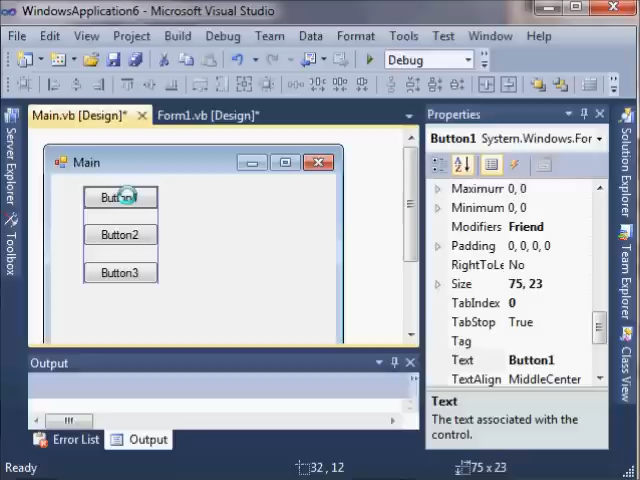 WindowsApplication6 - Microsoft Visual Studio
File Edit View Project Build Debug Team Format Tools Test Window Help
Debug
Server Explorer
Toolbox
Main.vb [Design]*
Form1.vb [Design]*
Main
Button2
Button3
Output
Error List
Output
Properties
Button1 System.Windows.For
Maximum 0, 0
Minimum 0, 0
Modifiers Friend
Padding 0, 0, 0, 0
RightToLe No
Size 75, 23
TabIndex 0
TabStop True
Tag
Text Button1
TextAlign MiddleCenter
Text
The text associated with the
control.
Solution Explorer
Team Explorer
Class View
Ready
32 , 12
75 x 23